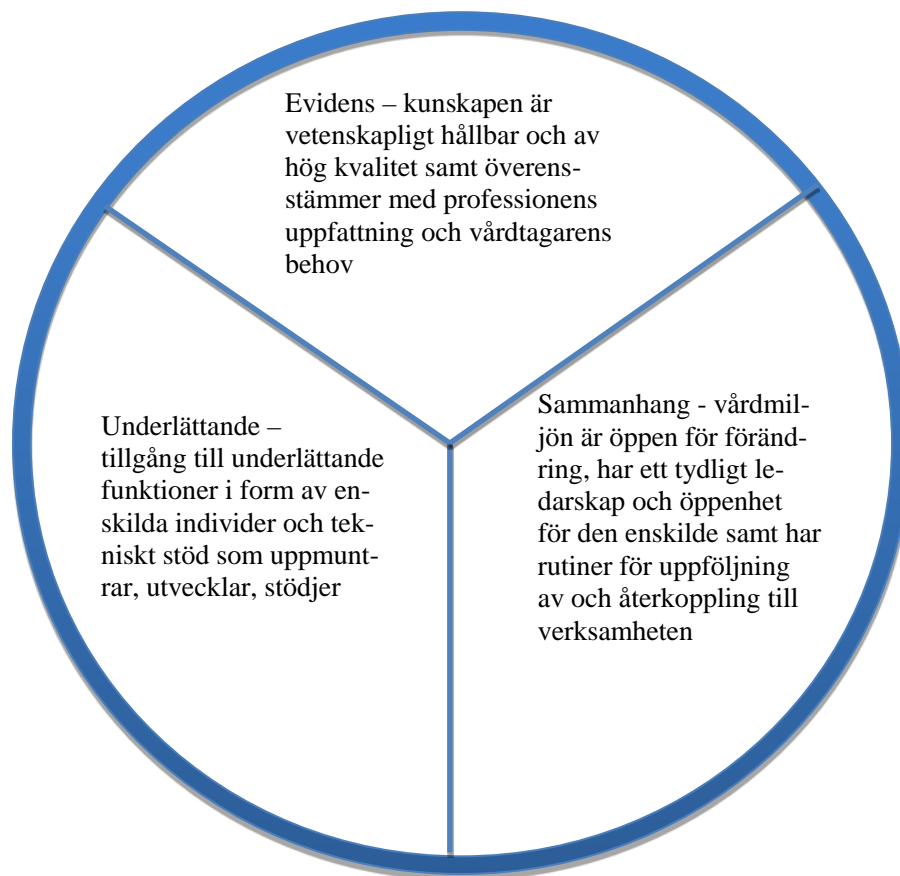 Evidens – kunskapen är
vetenskapligt hållbar och av
hög kvalitet samt överens-
stämmer med professionens
uppfattning och vårdtagarens
behov
Underlättande –
tillgång till underlättande
funktioner i form av en-
skilda individer och tek-
niskt stöd som uppmunt-
rar, utvecklar, stödjer
Sammanhang - vårdmil-
jön är öppen för föränd-
ring, har ett tydligt le-
darskap och öppenhet
för den enskilde samt har
rutiner för uppföljning
av och återkoppling till
verksamheten